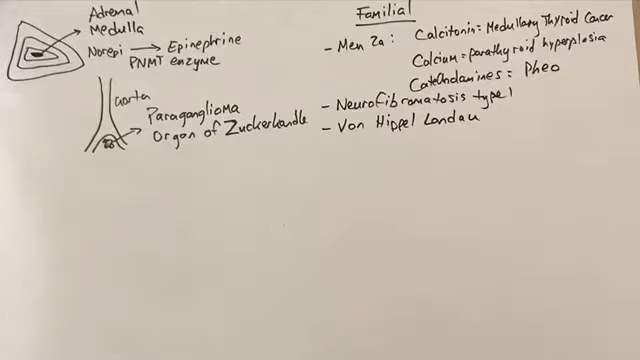 Adrenal
Medulla
Norepi → Epinephrine
PNMT enzyme
aorta
Paraganglioma
Organ of Zuckerkandle
Familial
- Men 2a: Calcitonin = Medullary Thyroid Cancer
Calcium = parathyroid hyperplasia
Catecholamines = Pheo
- Neurofibromatosis type 1
- Von Hippel Landau